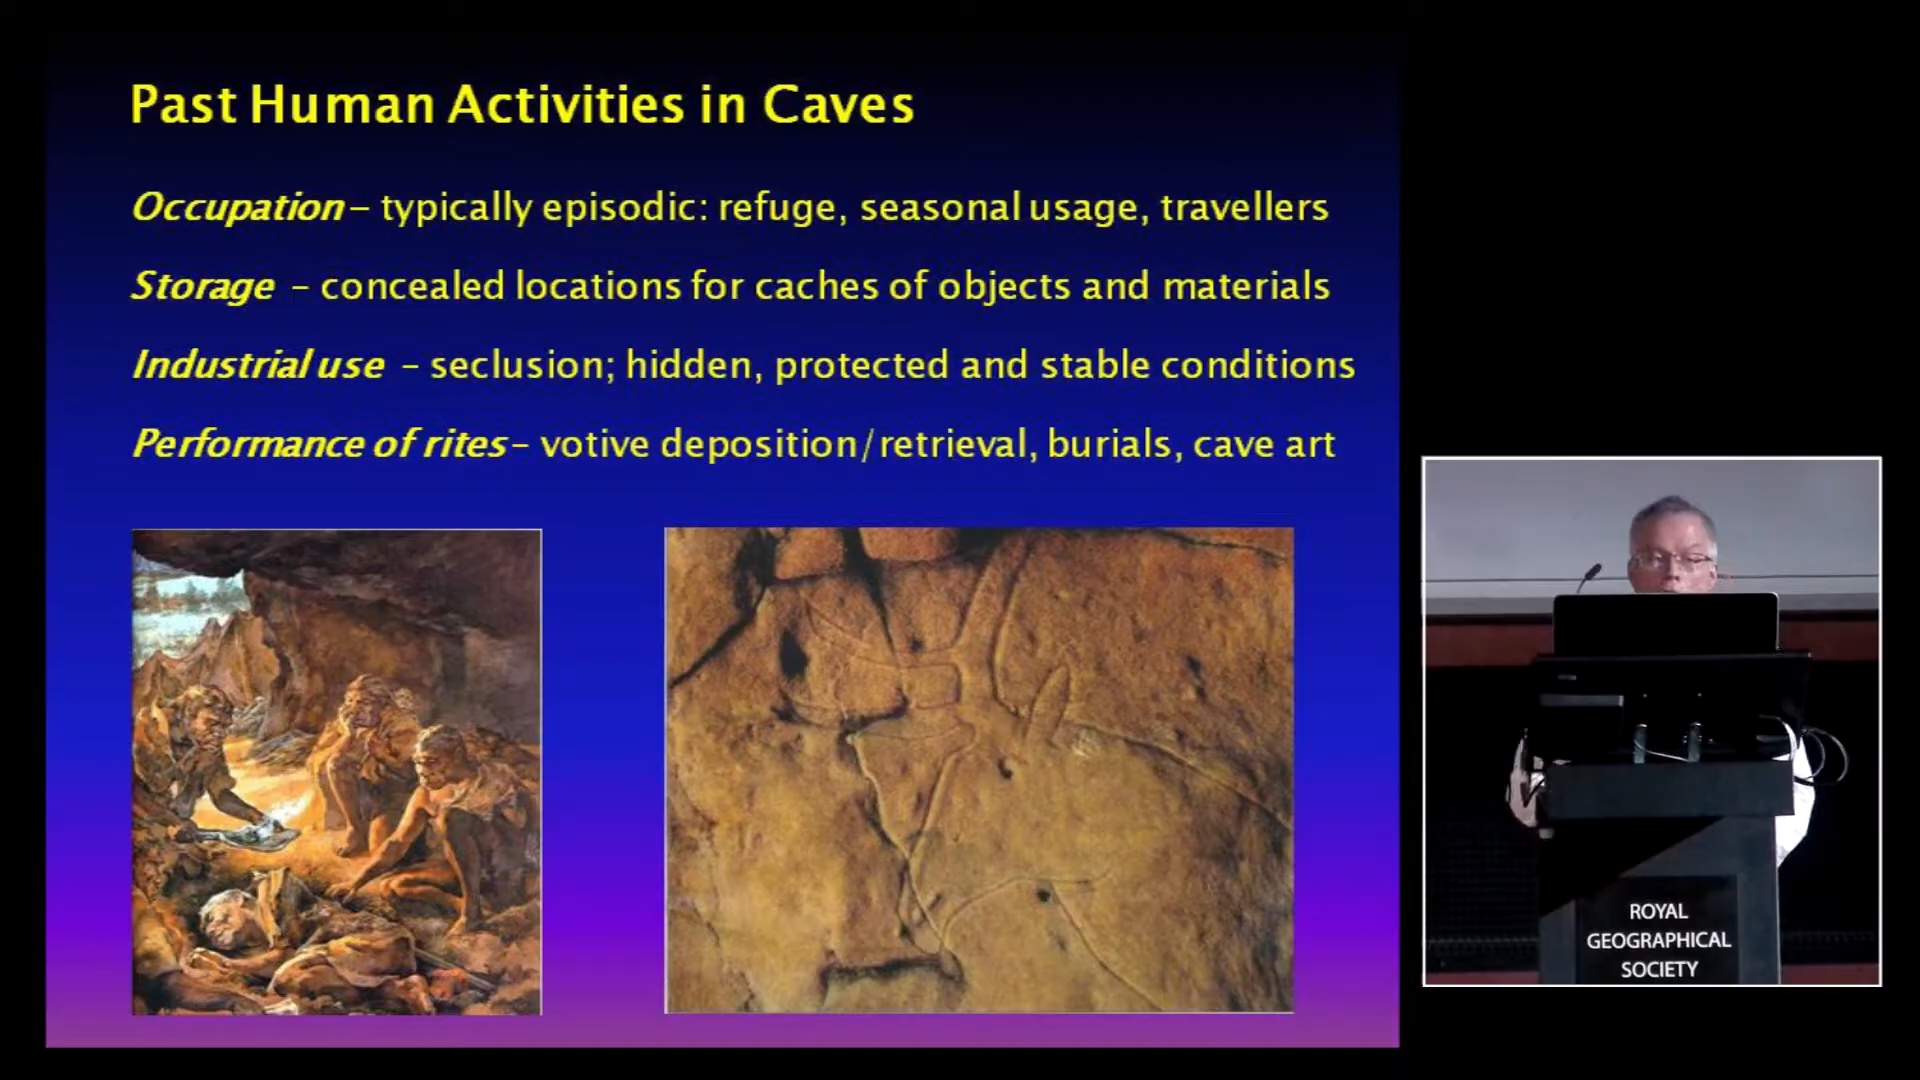 Past Human Activities in Caves
Occupation – typically episodic: refuge, seasonal usage, travellers
Storage – concealed locations for caches of objects and materials
Industrial use – seclusion; hidden, protected and stable conditions
Performance of rites – votive deposition/retrieval, burials, cave art
ROYAL
GEOGRAPHICAL
SOCIETY